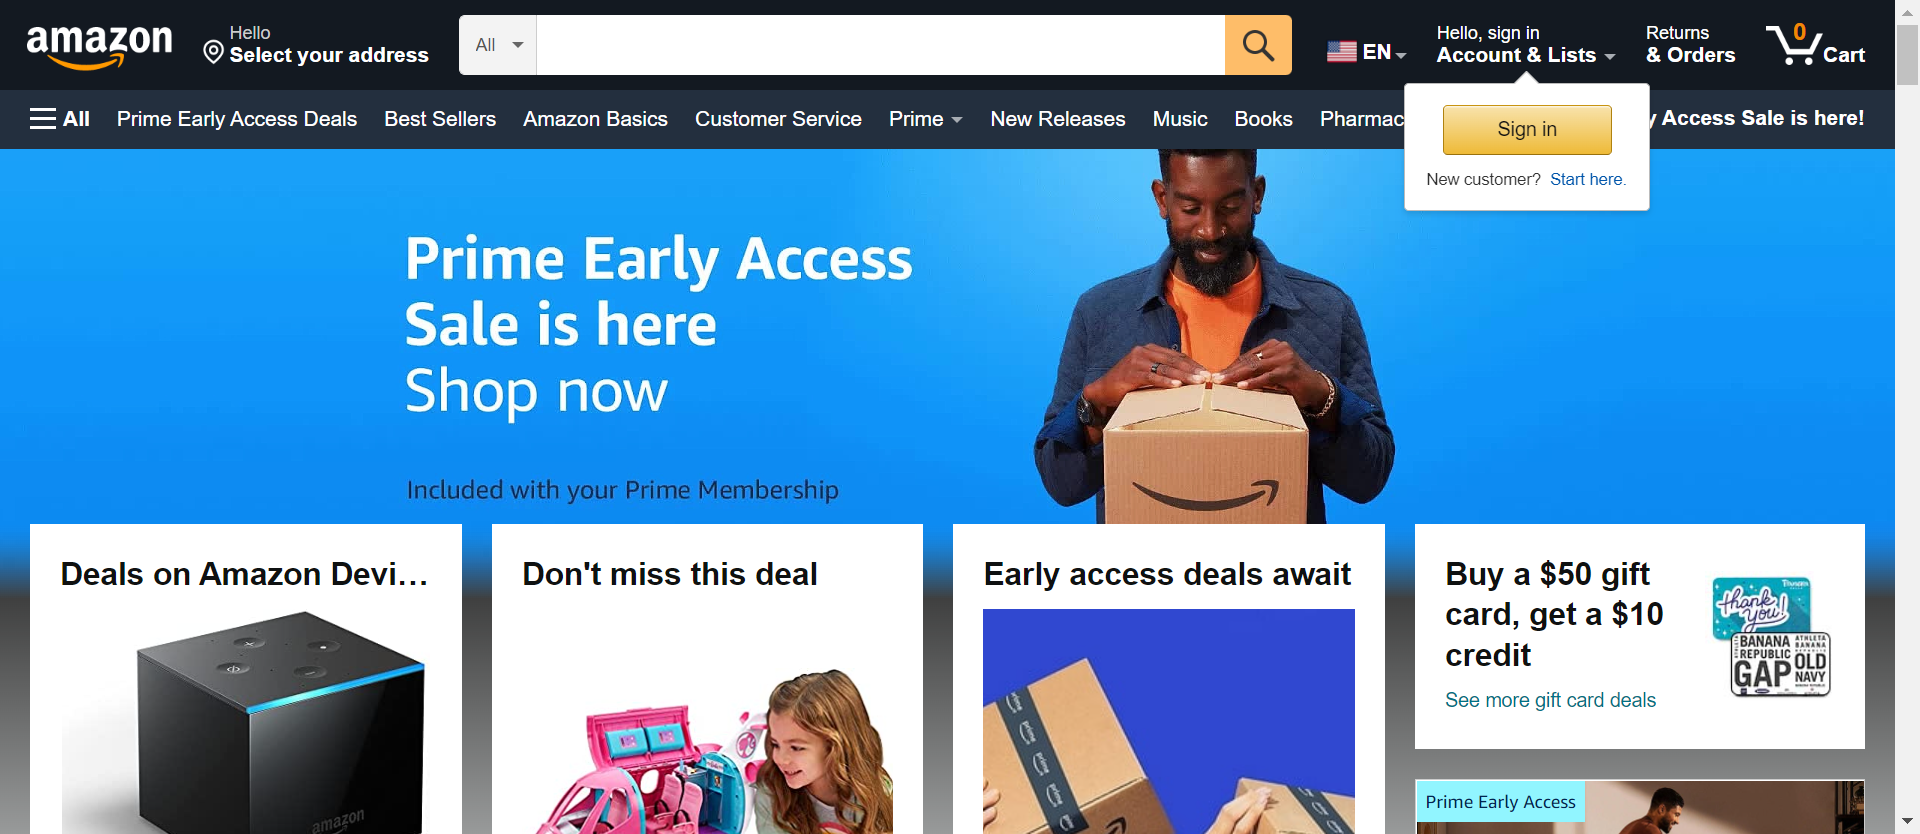 amazon
Hello
Select your address
All
EN
Hello, sign in
Account & Lists
Returns
& Orders
0
Cart
All
Prime Early Access Deals
Best Sellers
Amazon Basics
Customer Service
Prime
New Releases
Music
Books
Pharmac
y Access Sale is here!
Sign in
New customer? Start here.
Prime Early Access
Sale is here
Shop now
Included with your Prime Membership
Deals on Amazon Devi...
Don't miss this deal
Early access deals await
Buy a $50 gift
card, get a $10
credit
See more gift card deals
thank
you!
BANANA
REPUBLIC
GAP
ATHLETA
OLD
NAVY
amazon
prime
prime
prime
prime
Prime Early Access